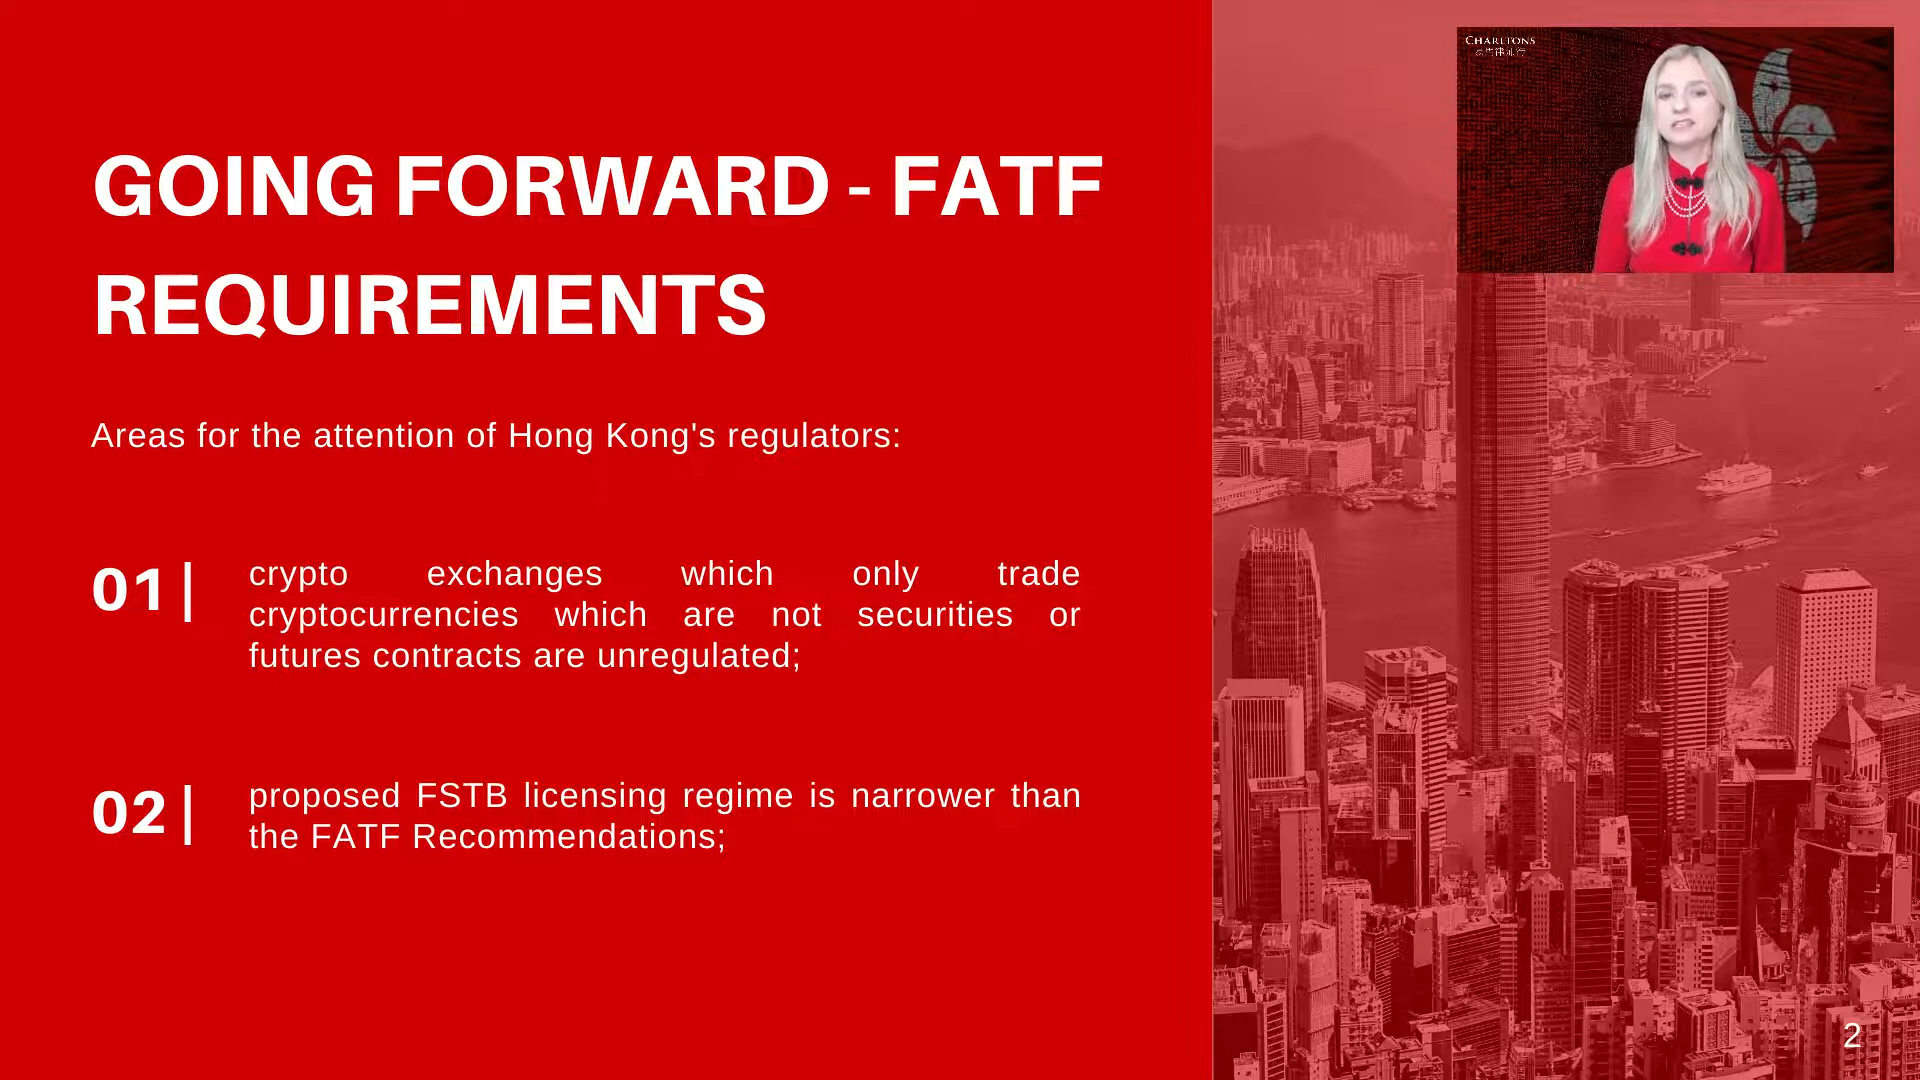 CHARLTONS
GOING FORWARD - FATF
REQUIREMENTS
Areas for the attention of Hong Kong's regulators:
01
crypto exchanges which only trade
cryptocurrencies which are not securities or
futures contracts are unregulated;
02
proposed FSTB licensing regime is narrower than
the FATF Recommendations;
2